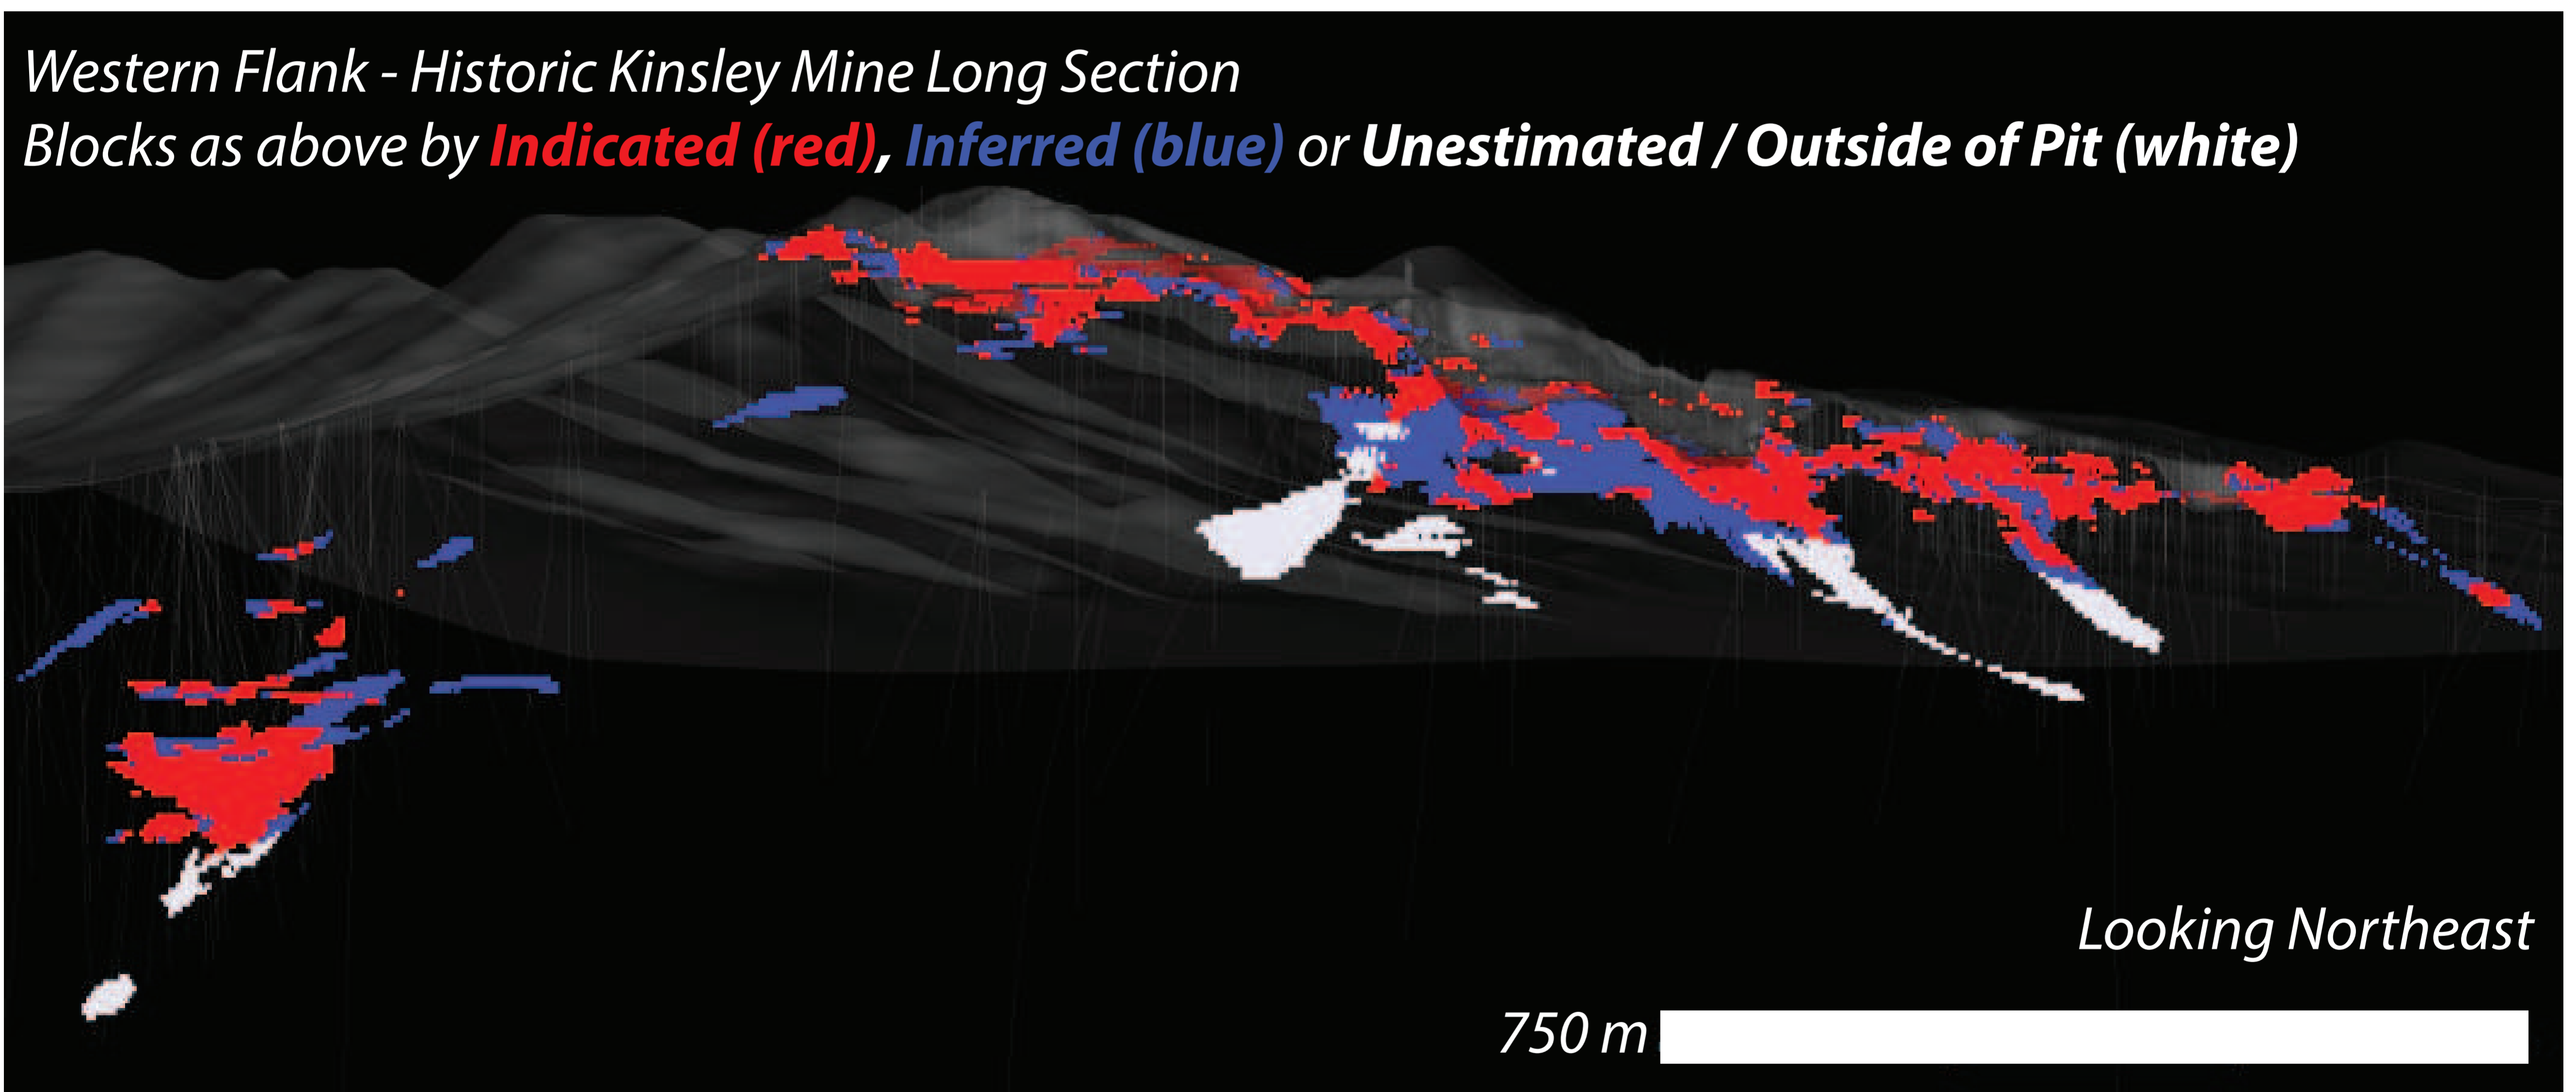 Western Flank - Historic Kinsley Mine Long Section
Blocks as above by Indicated (red), Inferred (blue) or Unestimated / Outside of Pit (white)
Looking Northeast
750 m